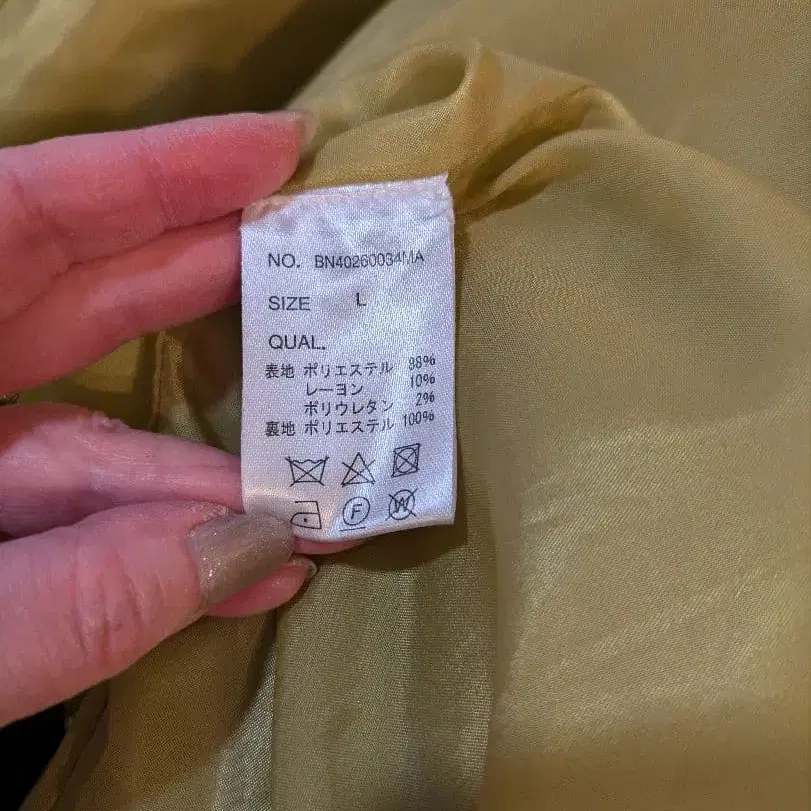 NO. BN40260034MA
SIZE L
QUAL.
表地 ポリエステル 88%
レーヨン 10%
ポリウレタン 2%
裏地 ポリエステル 100%
F W